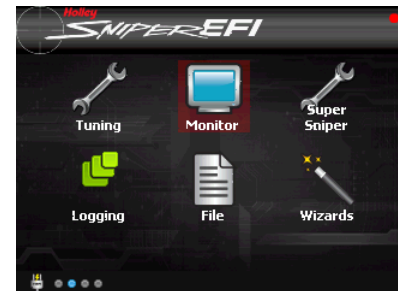 Holley
SNIPER EFI
Tuning
Monitor
Super
Sniper
Logging
File
Wizards